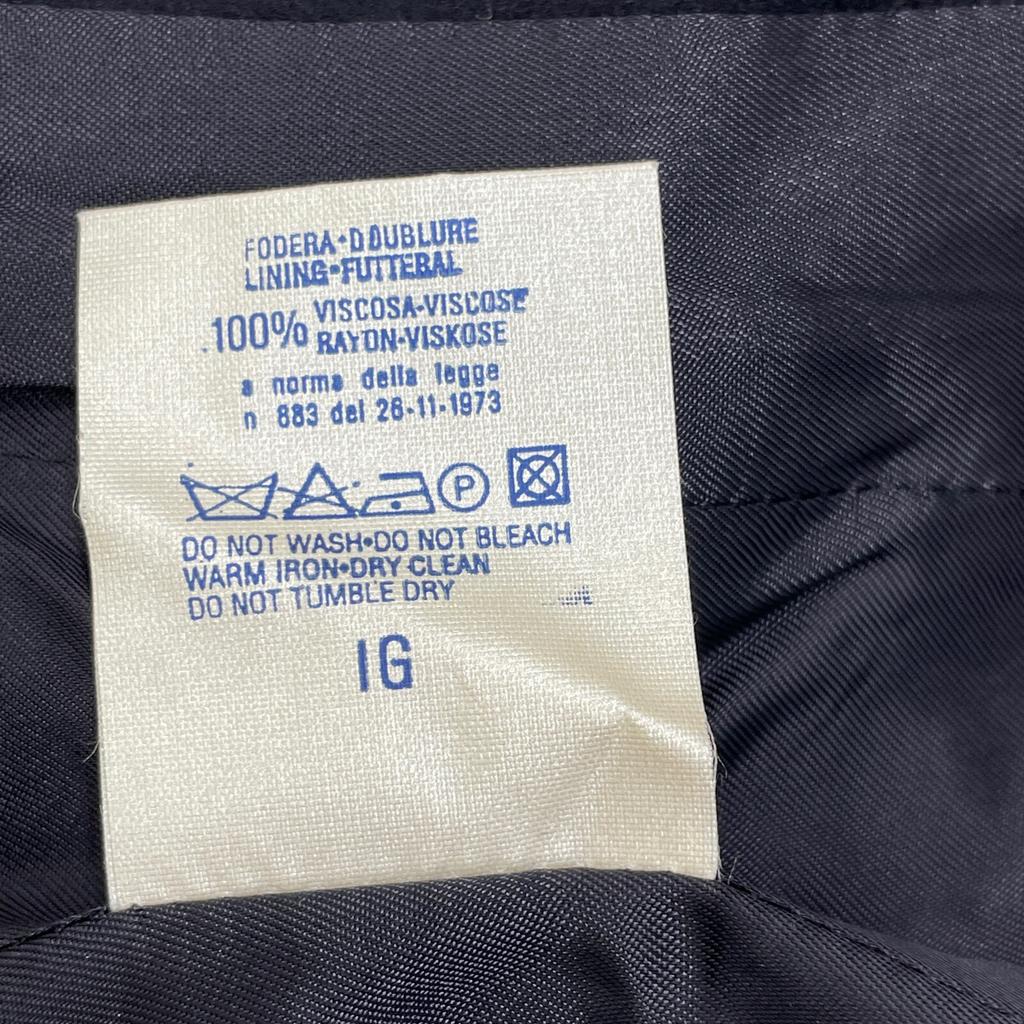 FODERA•DOUBLURE
LINING•FUTTERAL
100% VISCOSA-VISCOSE
RAYON-VISKOSE
a norma della legge
n 883 del 26-11-1973
P
DO NOT WASH•DO NOT BLEACH
WARM IRON•DRY CLEAN
DO NOT TUMBLE DRY
IG